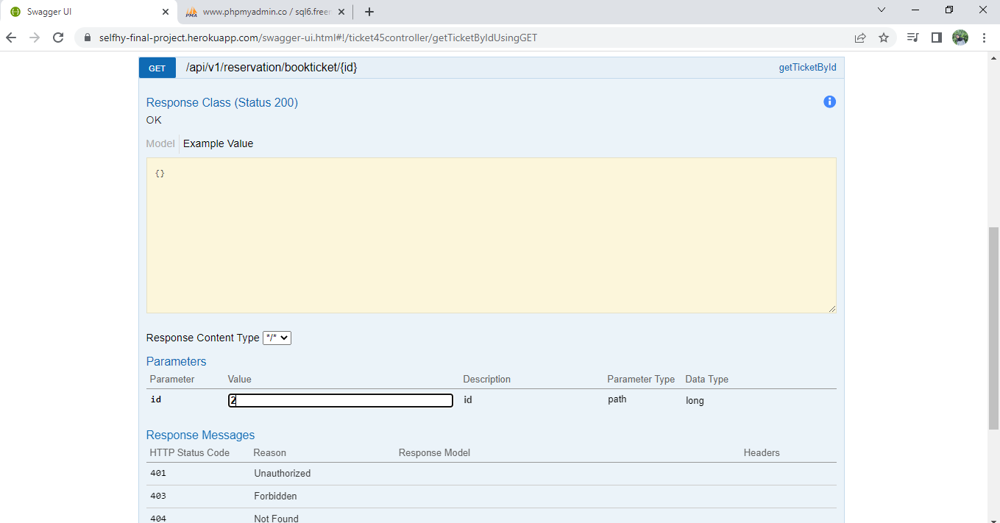 Swagger UI
www.phpmyadmin.co / sql6.freen
selfhy-final-project.herokuapp.com/swagger-ui.html#!/ticket45controller/getTicketByIdUsingGET
GET /api/v1/reservation/bookticket/{id} getTicketById
Response Class (Status 200)
OK
Model Example Value
{}
Response Content Type */*
Parameters
Parameter Value Description Parameter Type Data Type
id 2 id path long
Response Messages
HTTP Status Code Reason Response Model Headers
401 Unauthorized
403 Forbidden
404 Not Found